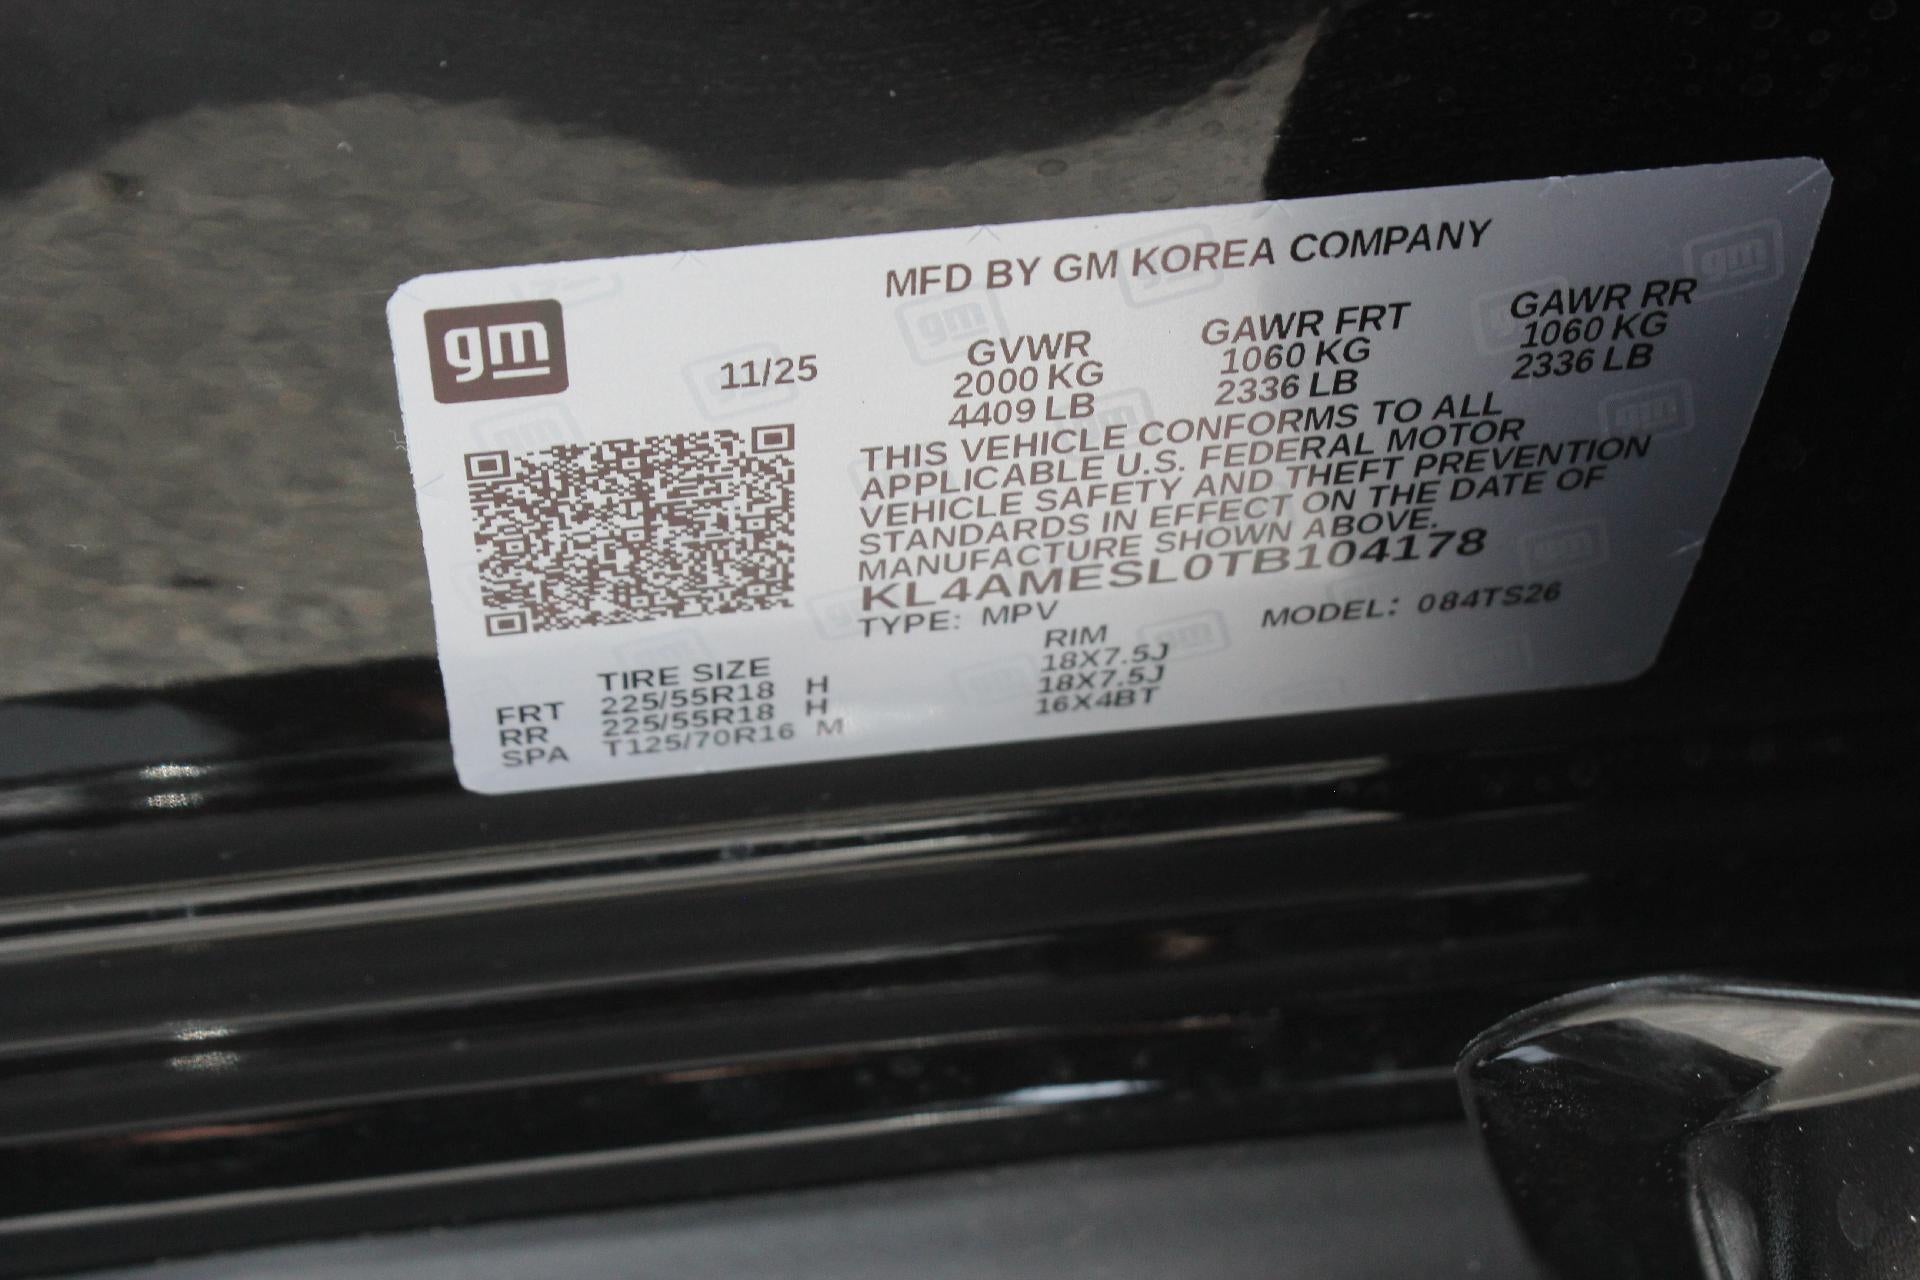 MFD BY GM KOREA COMPANY
gm
11/25
GVWR GAWR FRT GAWR RR
2000 KG 1060 KG 1060 KG
4409 LB 2336 LB 2336 LB
THIS VEHICLE CONFORMS TO ALL
APPLICABLE U.S. FEDERAL MOTOR
VEHICLE SAFETY AND THEFT PREVENTION
STANDARDS IN EFFECT ON THE DATE OF
MANUFACTURE SHOWN ABOVE.
KL4AMESL0TB104178
TYPE: MPV MODEL: 084TS26
TIRE SIZE RIM
FRT 225/55R18 H 18X7.5J
RR 225/55R18 H 18X7.5J
SPA T125/70R16 M 16X4BT